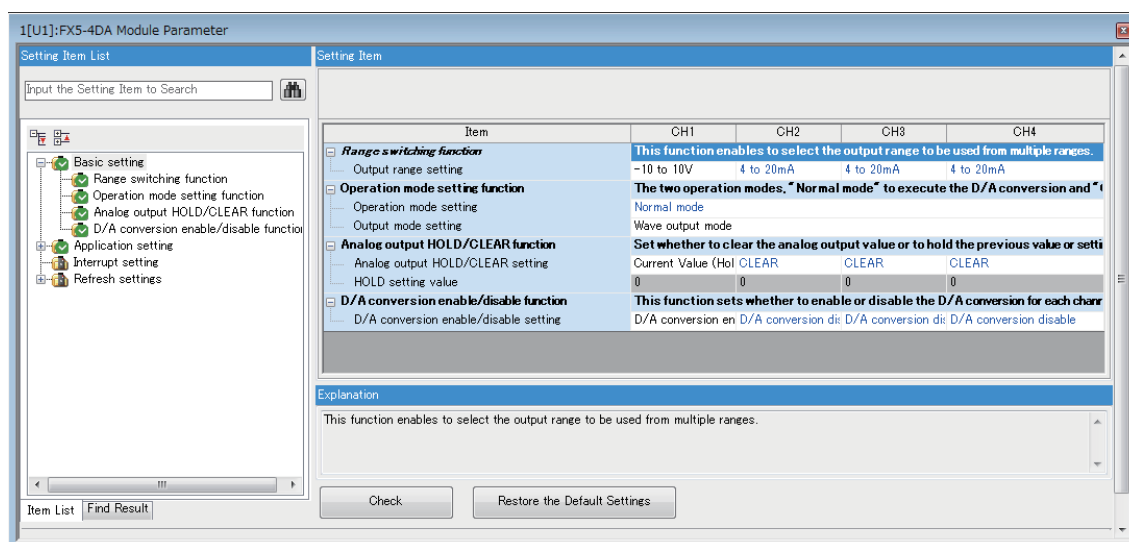 1[U1]:FX5-4DA Module Parameter
Setting Item List
Input the Setting Item to Search
Basic setting
Range switching function
Operation mode setting function
Analog output HOLD/CLEAR function
D/A conversion enable/disable function
Application setting
Interrupt setting
Refresh settings
Item List Find Result
Setting Item
Item CH1 CH2 CH3 CH4
Range switching function This function enables to select the output range to be used from multiple ranges.
Output range setting -10 to 10V 4 to 20mA 4 to 20mA 4 to 20mA
Operation mode setting function The two operation modes, "Normal mode" to execute the D/A conversion and "
Operation mode setting Normal mode
Output mode setting Wave output mode
Analog output HOLD/CLEAR function Set whether to clear the analog output value or to hold the previous value or setti
Analog output HOLD/CLEAR setting Current Value (Hol CLEAR CLEAR CLEAR
HOLD setting value 0 0 0 0
D/A conversion enable/disable function This function sets whether to enable or disable the D/A conversion for each chann
D/A conversion enable/disable setting D/A conversion en D/A conversion di D/A conversion di D/A conversion disable
Explanation
This function enables to select the output range to be used from multiple ranges.
Check Restore the Default Settings